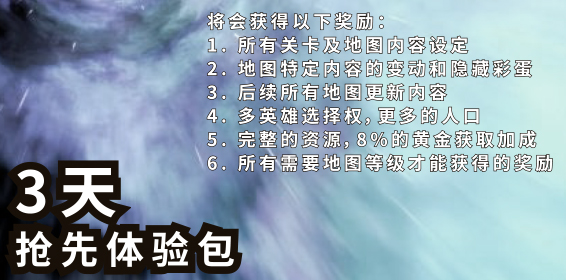 将会获得以下奖励：
1. 所有关卡及地图内容设定
2. 地图特定内容的变动和隐藏彩蛋
3. 后续所有地图更新内容
4. 多英雄选择权, 更多的人口
5. 完整的资源, 8%的黄金获取加成
6. 所有需要地图等级才能获得的奖励
3天
抢先体验包